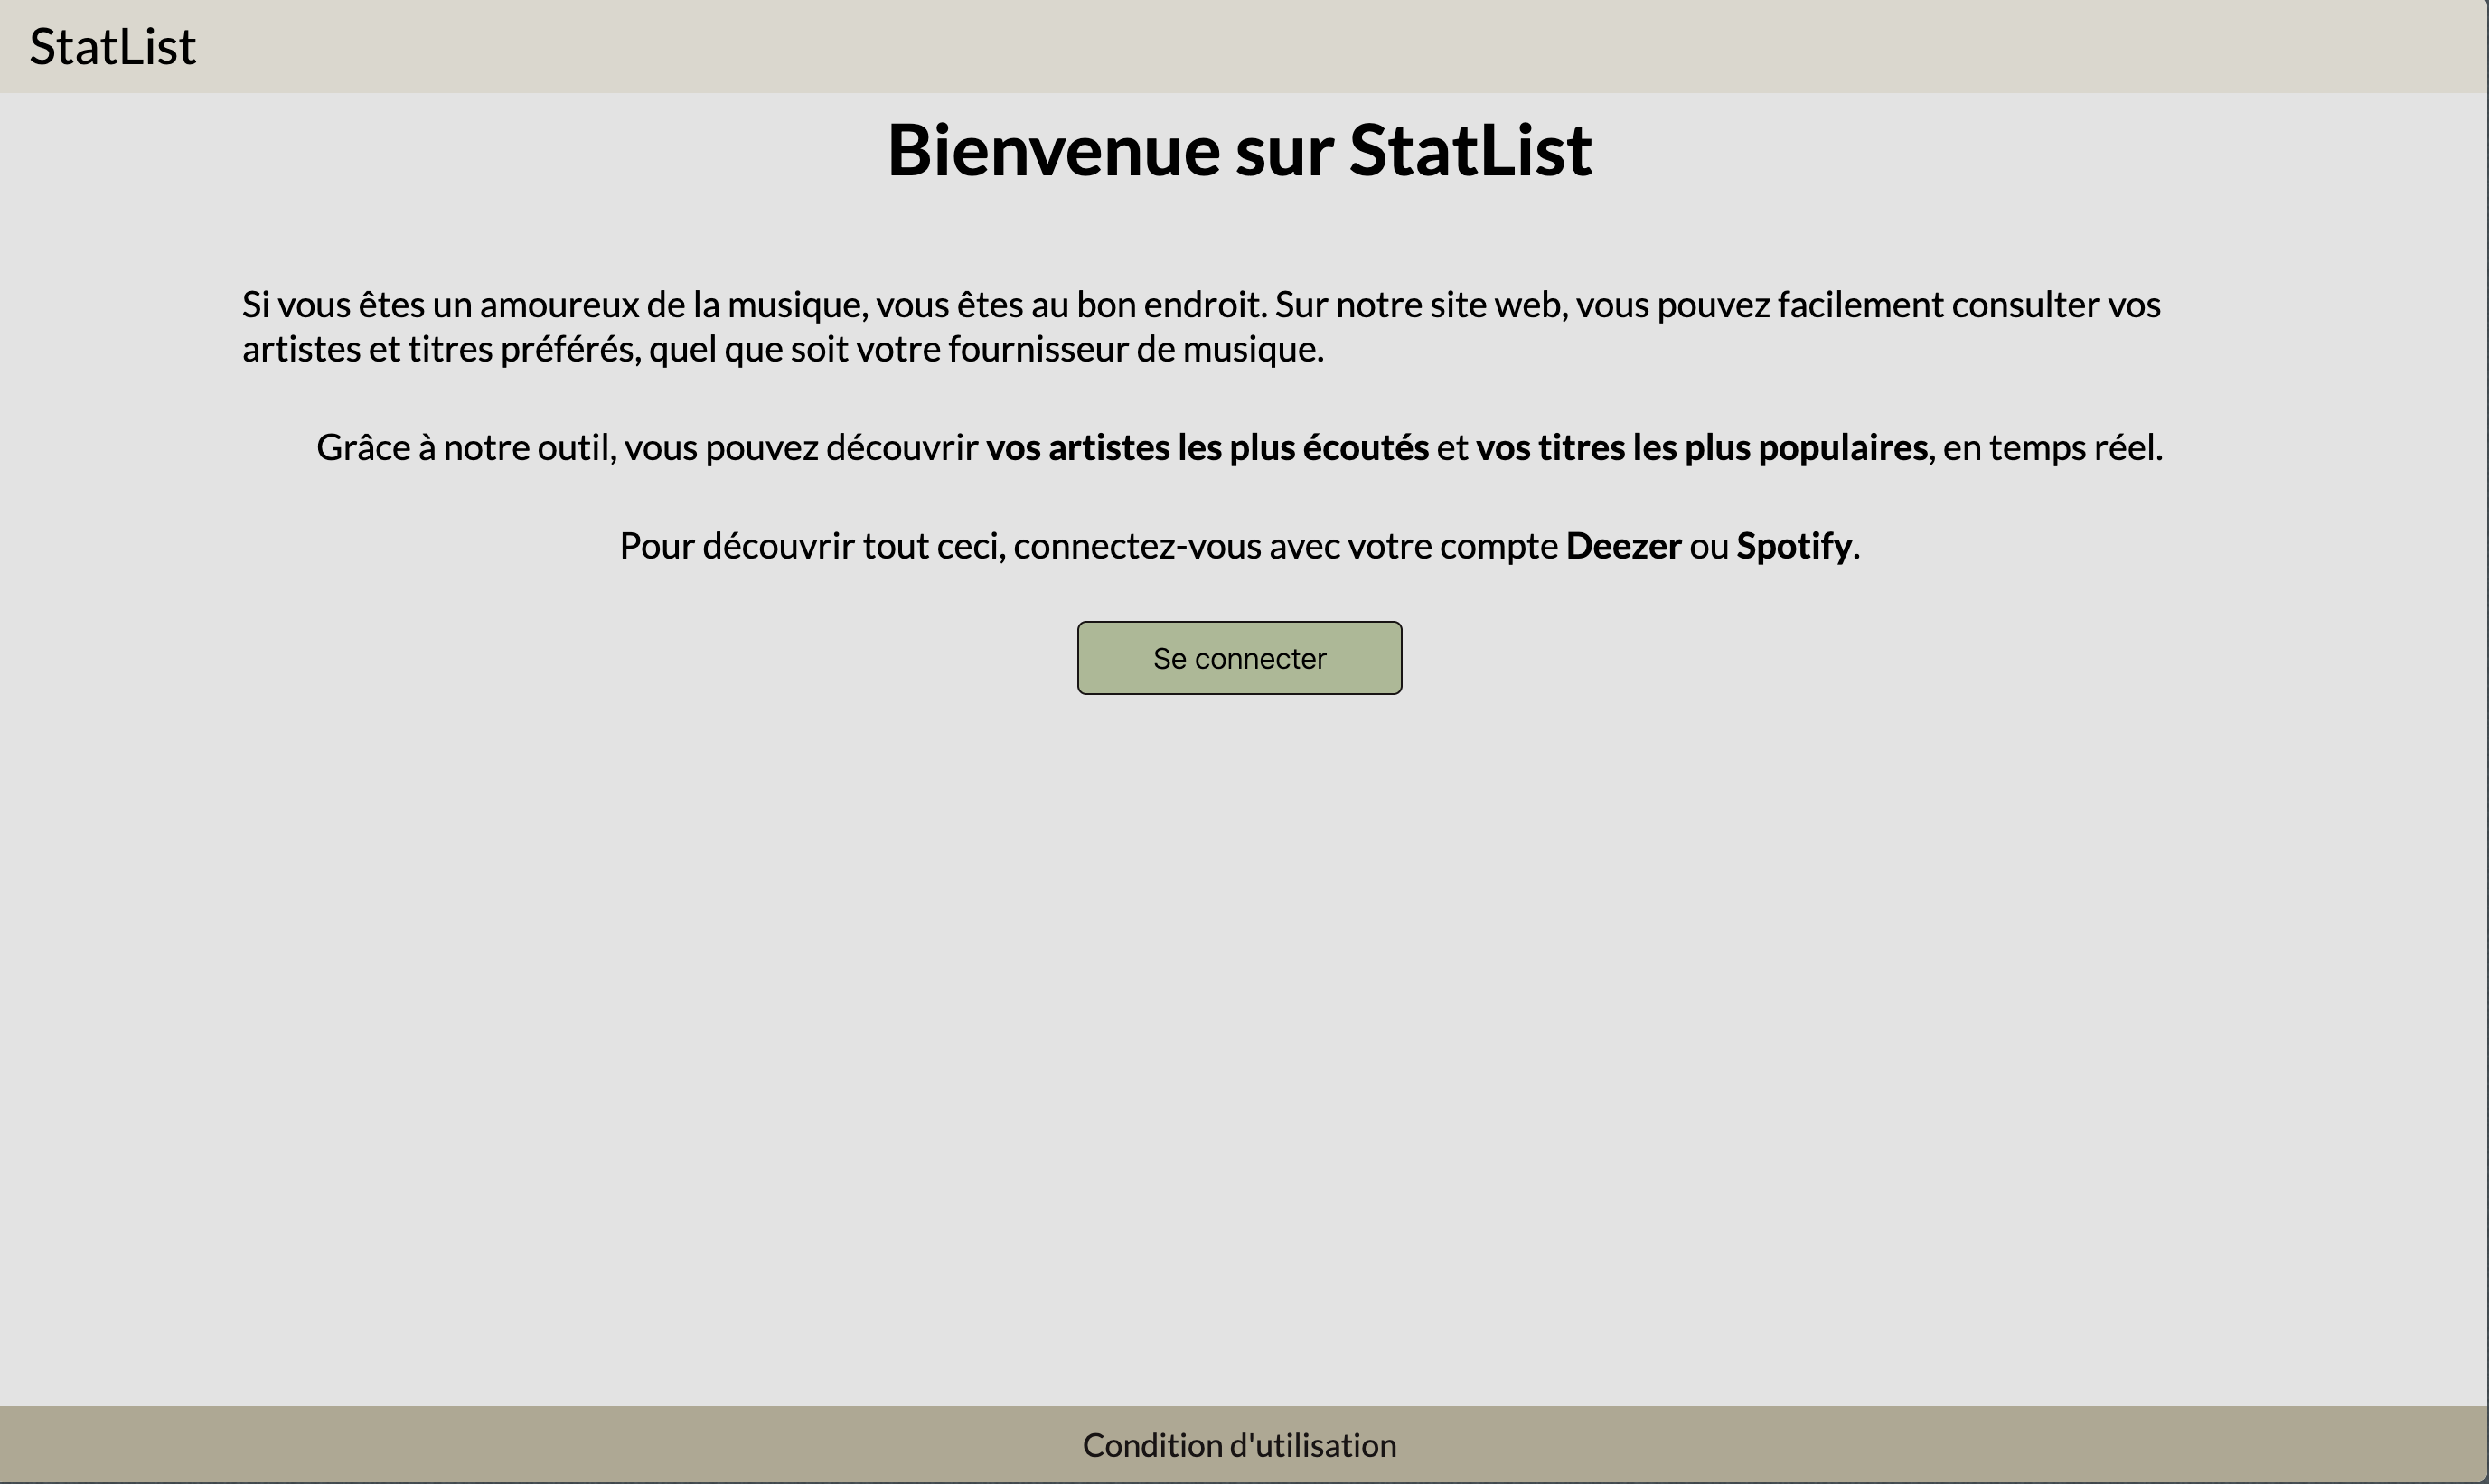 StatList
Bienvenue sur StatList
Si vous êtes un amoureux de la musique, vous êtes au bon endroit. Sur notre site web, vous pouvez facilement consulter vos
artistes et titres préférés, quel que soit votre fournisseur de musique.
Grâce à notre outil, vous pouvez découvrir vos artistes les plus écoutés et vos titres les plus populaires, en temps réel.
Pour découvrir tout ceci, connectez-vous avec votre compte Deezer ou Spotify.
Se connecter
Condition d'utilisation